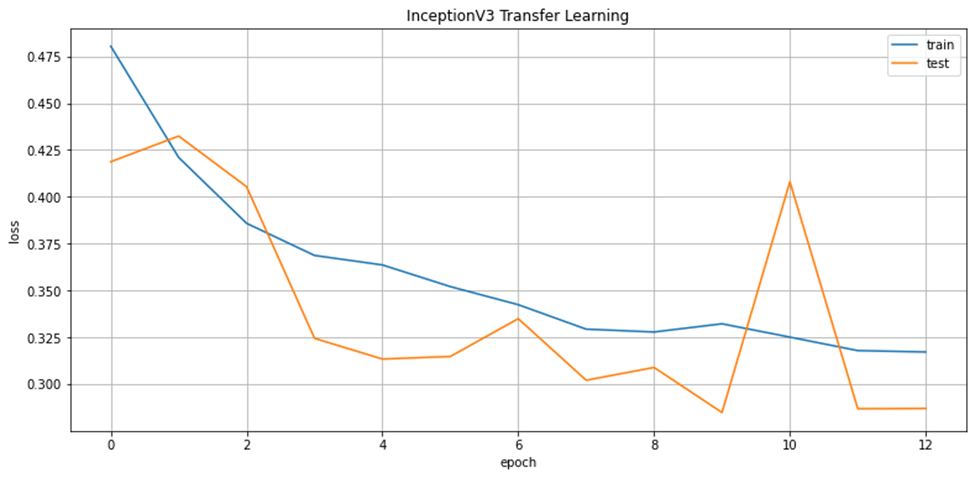 InceptionV3 Transfer Learning
train
test
loss
0.475
0.450
0.425
0.400
0.375
0.350
0.325
0.300
0 2 4 6 8 10 12
epoch